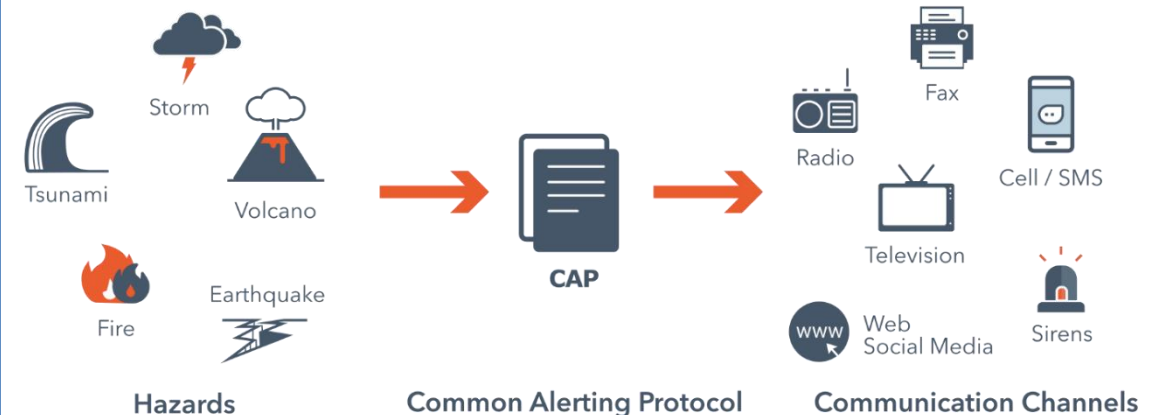 Storm
Tsunami
Volcano
Fire
Earthquake
Hazards
CAP
Common Alerting Protocol
Fax
Radio
Cell / SMS
Television
www
Web
Social Media
Sirens
Communication Channels